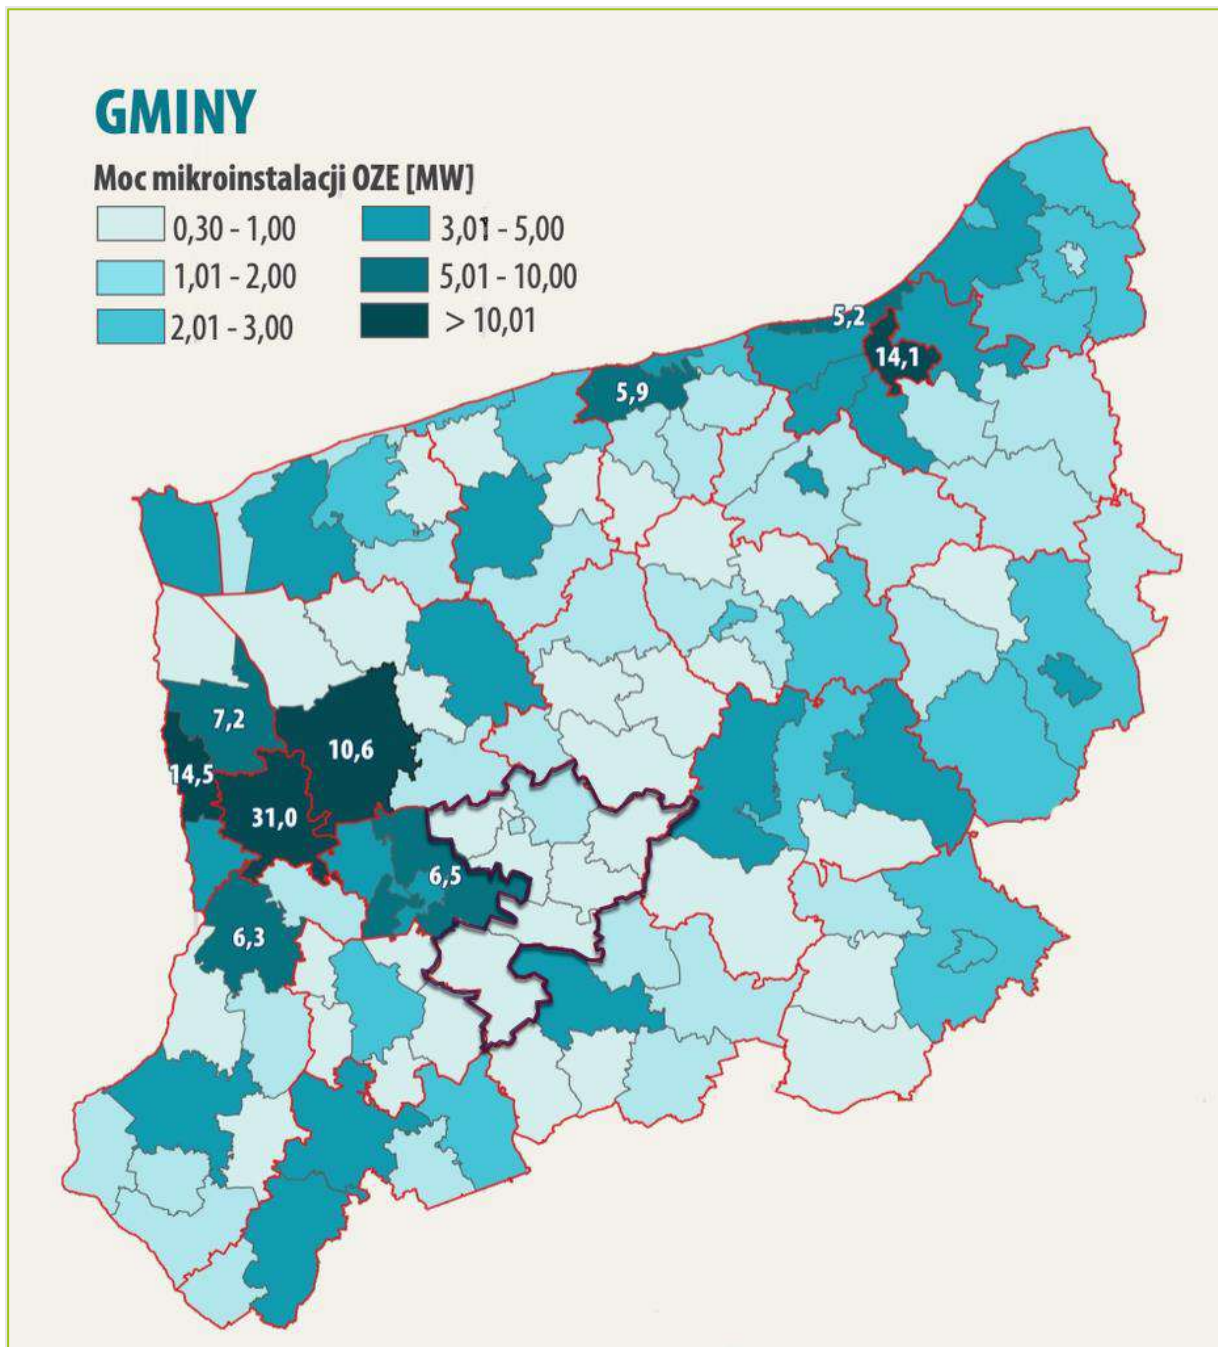 GMINY
Moc mikroinstalacji OZE [MW]
0,30 - 1,00
3,01 - 5,00
1,01 - 2,00
5,01 - 10,00
2,01 - 3,00
> 10,01
5,2
14,1
5,9
7,2
10,6
14,5
31,0
6,5
6,3